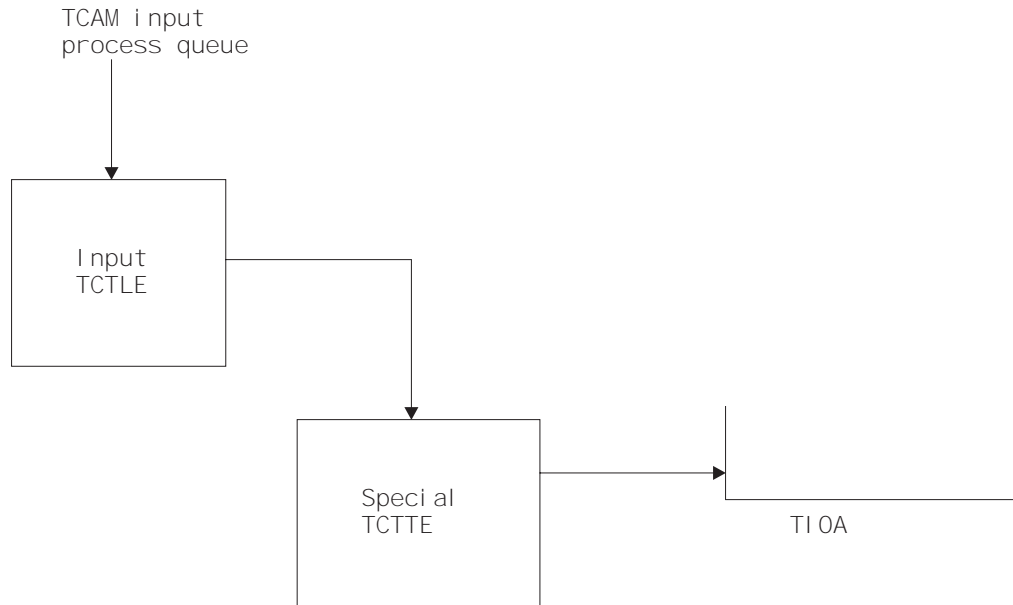 TCAM input
process queue
Input
TCTLE
Special
TCTTE
TIOA